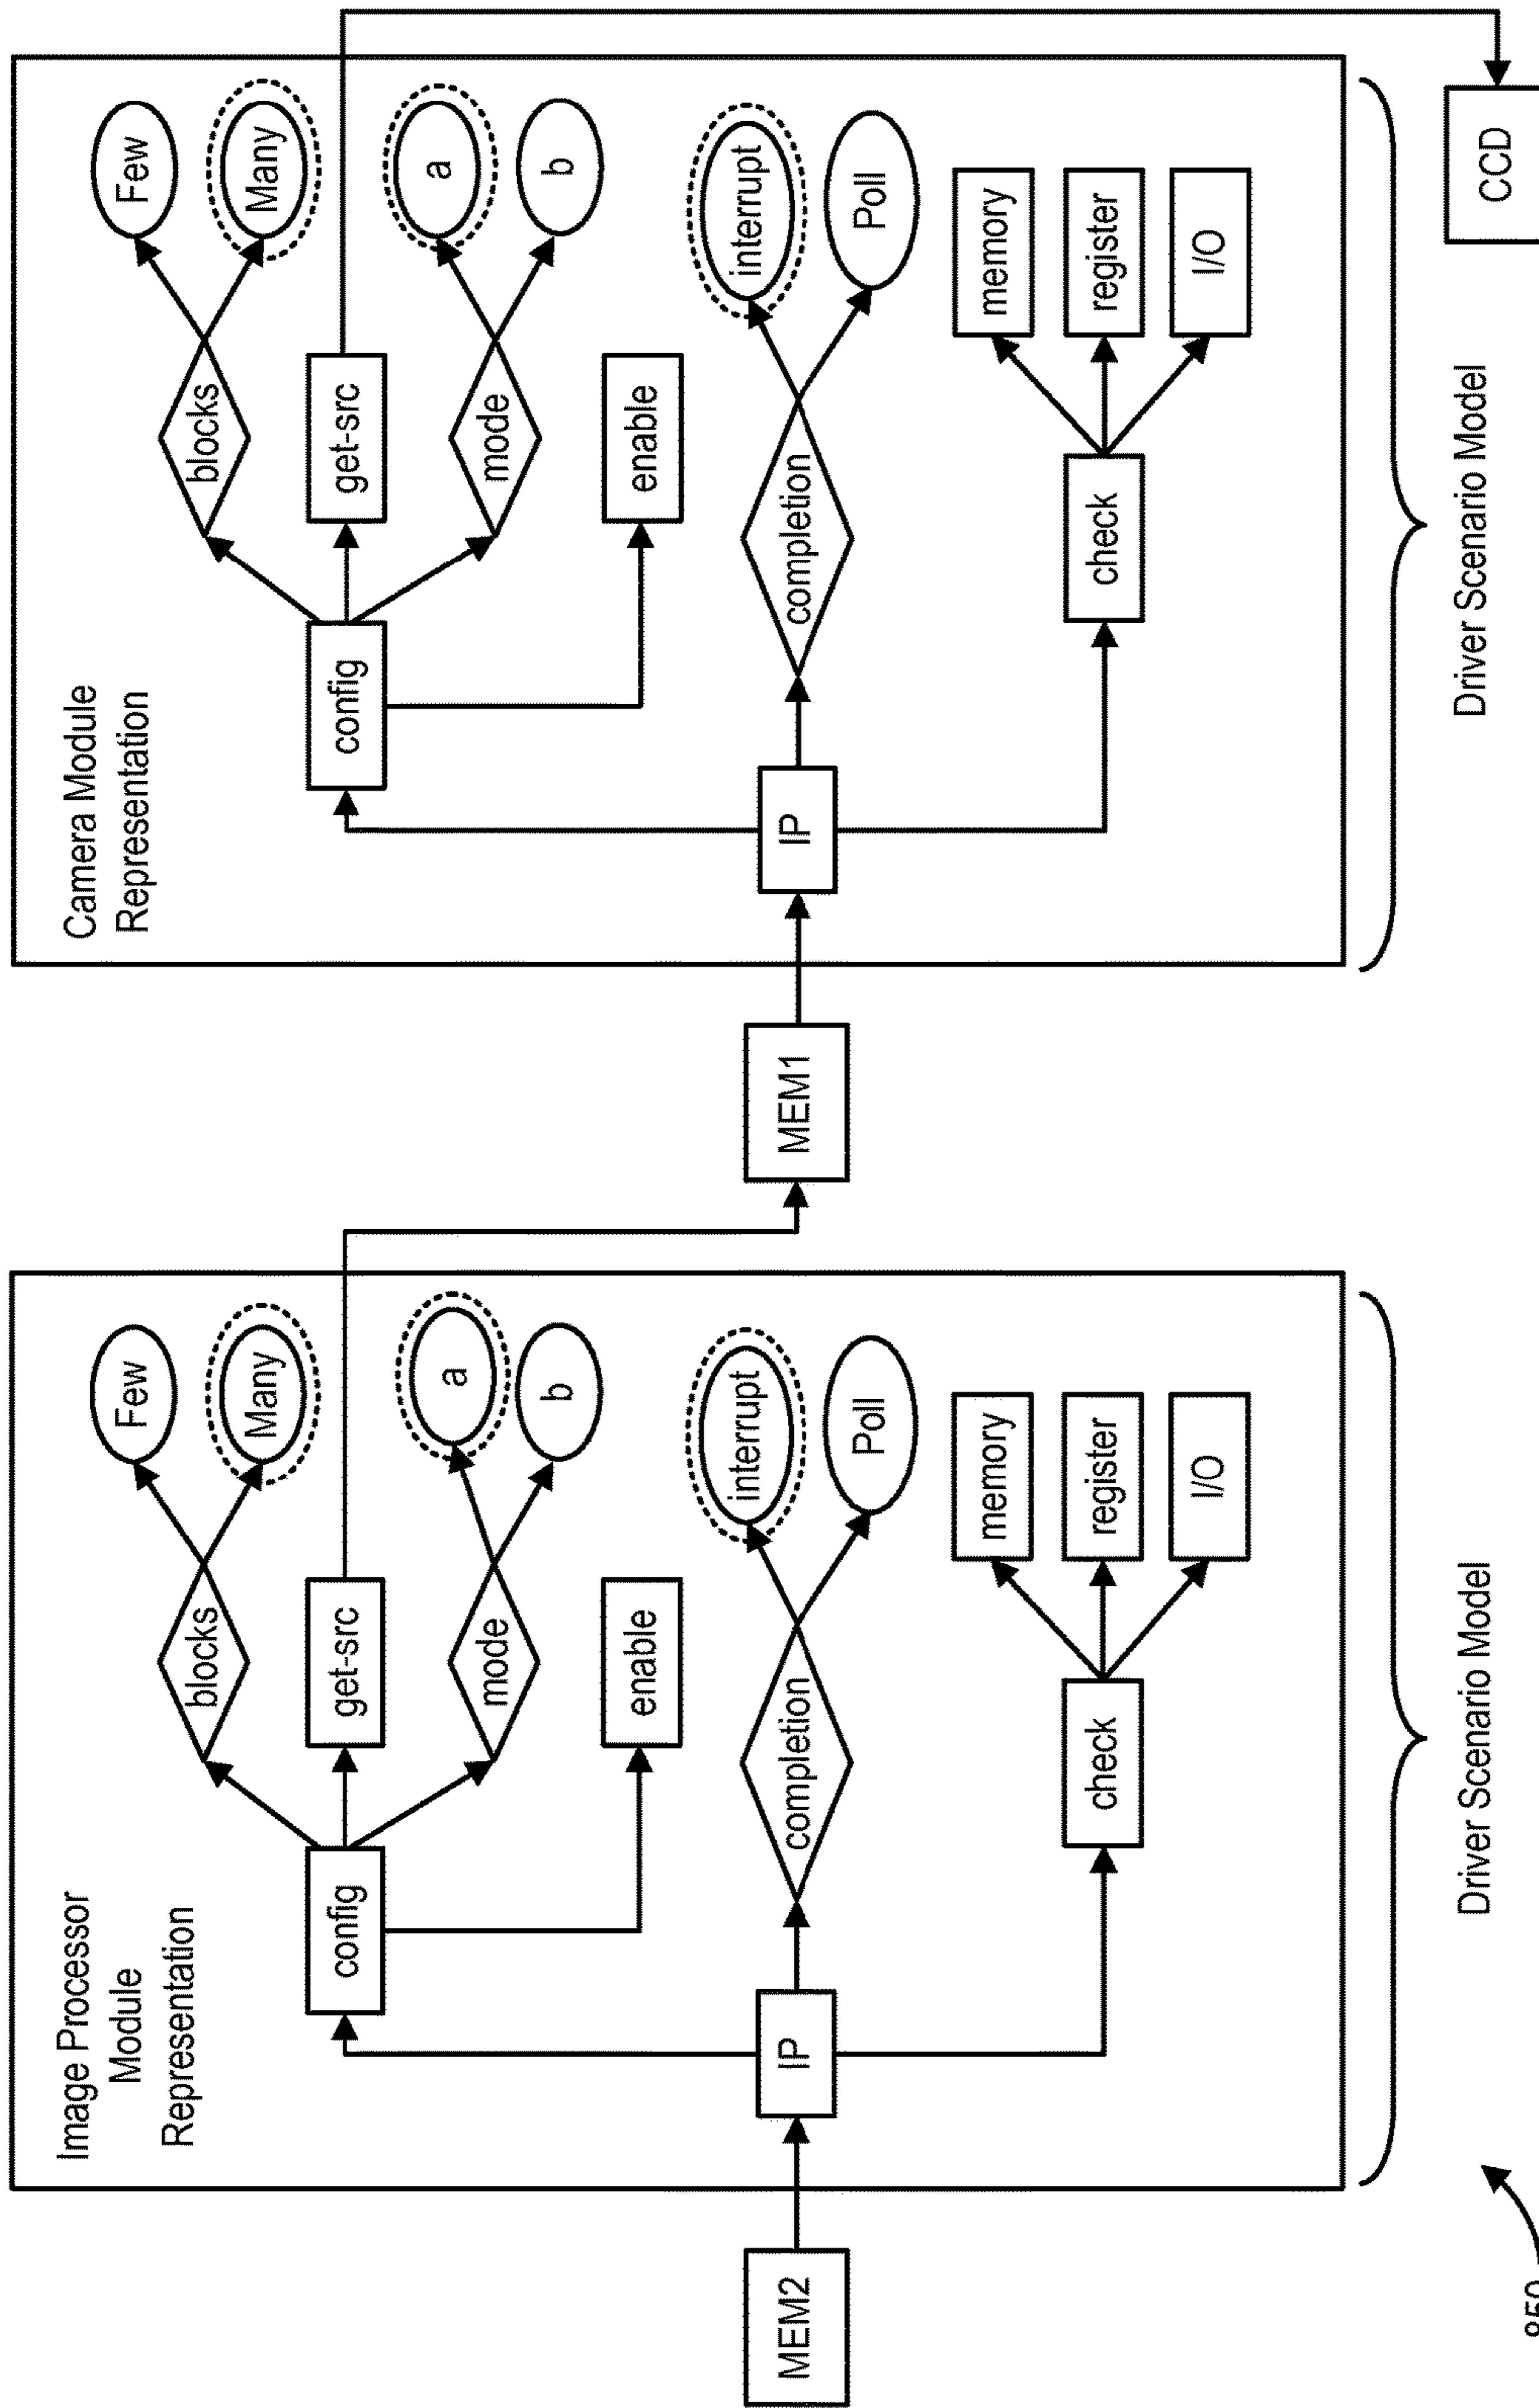 Image Processor
Module
Representation
MEM2
IP
config
blocks
Few
Many
get-src
mode
a
b
enable
completion
interrupt
Poll
check
memory
register
I/O
Driver Scenario Model
MEM1
Camera Module
Representation
IP
config
blocks
Few
Many
get-src
mode
a
b
enable
completion
interrupt
Poll
check
memory
register
I/O
Driver Scenario Model
CCD